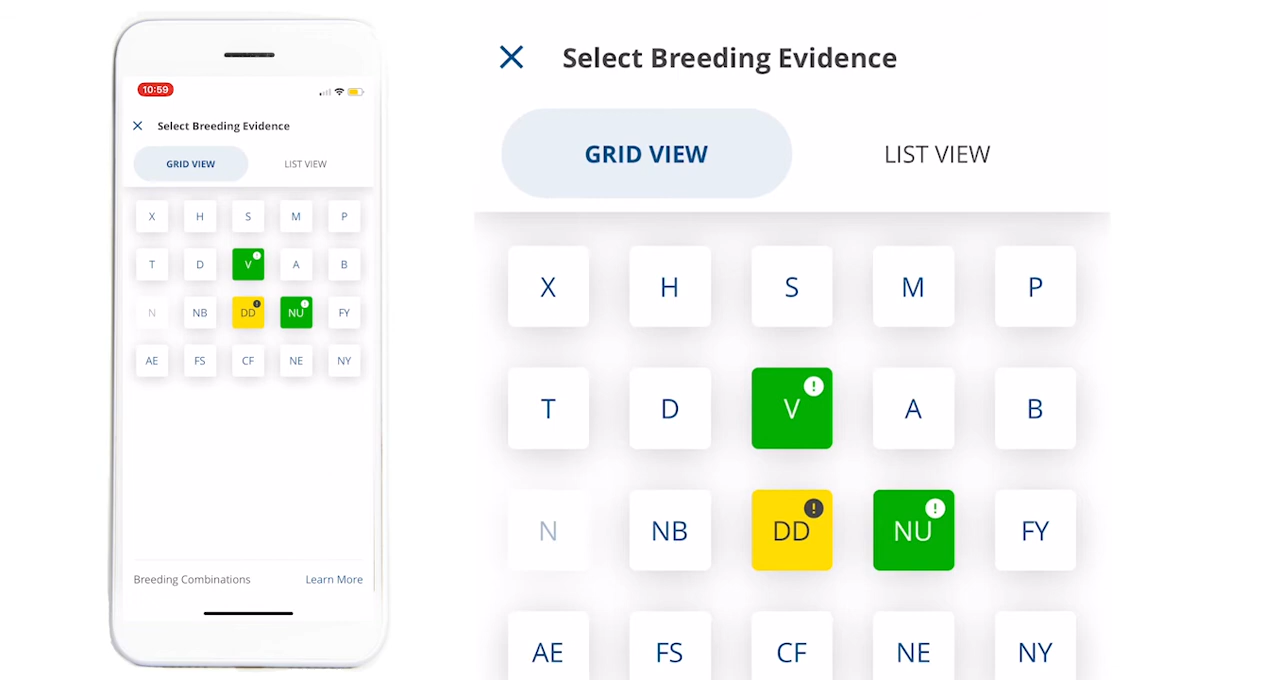 10:59
Select Breeding Evidence
GRID VIEW LIST VIEW
X H S M P
T D V ! A B
N NB DD ! NU ! FY
AE FS CF NE NY
Breeding Combinations Learn More
Select Breeding Evidence
GRID VIEW LIST VIEW
X H S M P
T D V ! A B
N NB DD ! NU ! FY
AE FS CF NE NY